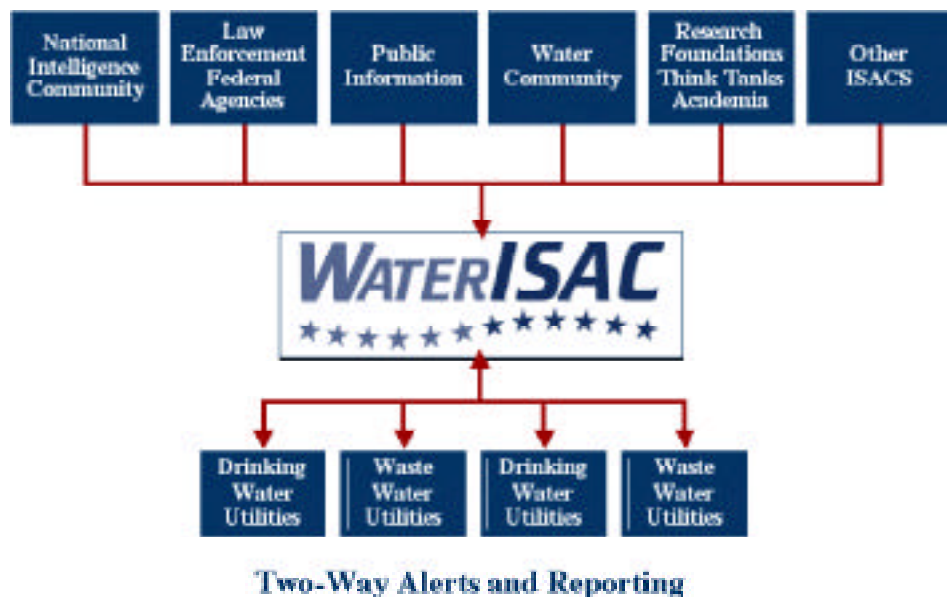 National
Intelligence
Community
Law
Enforcement
Federal
Agencies
Public
Information
Water
Community
Research
Foundations
Think Tanks
Academia
Other
ISACS
WATERISAC
Drinking
Water
Utilities
Waste
Water
Utilities
Drinking
Water
Utilities
Waste
Water
Utilities
Two-Way Alerts and Reporting